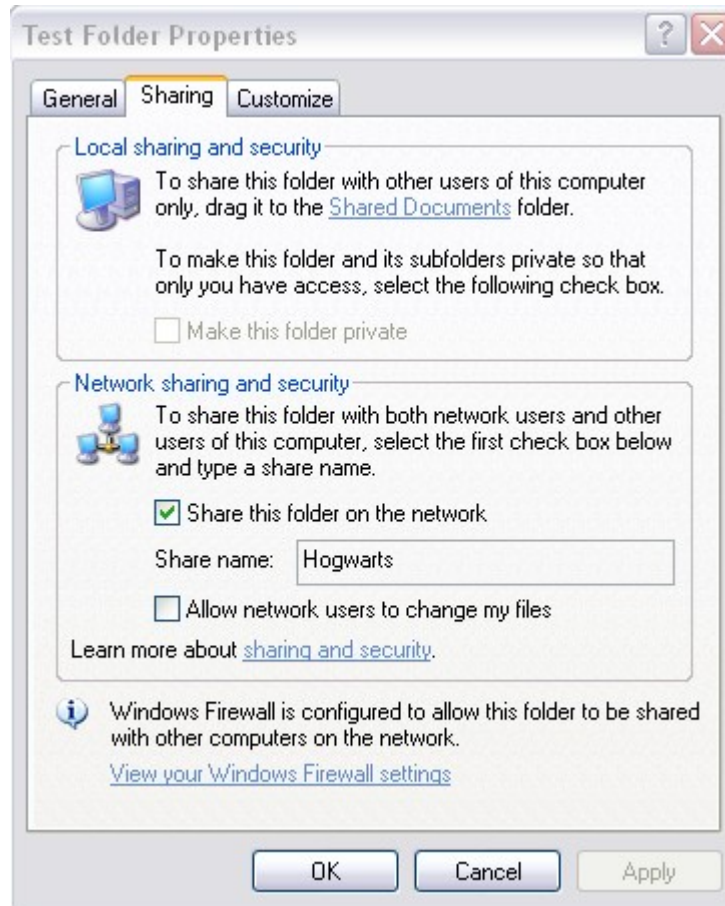 Test Folder Properties
General
Sharing
Customize
Local sharing and security
To share this folder with other users of this computer
only, drag it to the Shared Documents folder.
To make this folder and its subfolders private so that
only you have access, select the following check box.
Make this folder private
Network sharing and security
To share this folder with both network users and other
users of this computer, select the first check box below
and type a share name.
Share this folder on the network
Share name: Hogwarts
Allow network users to change my files
Learn more about sharing and security.
Windows Firewall is configured to allow this folder to be shared
with other computers on the network.
View your Windows Firewall settings
OK
Cancel
Apply